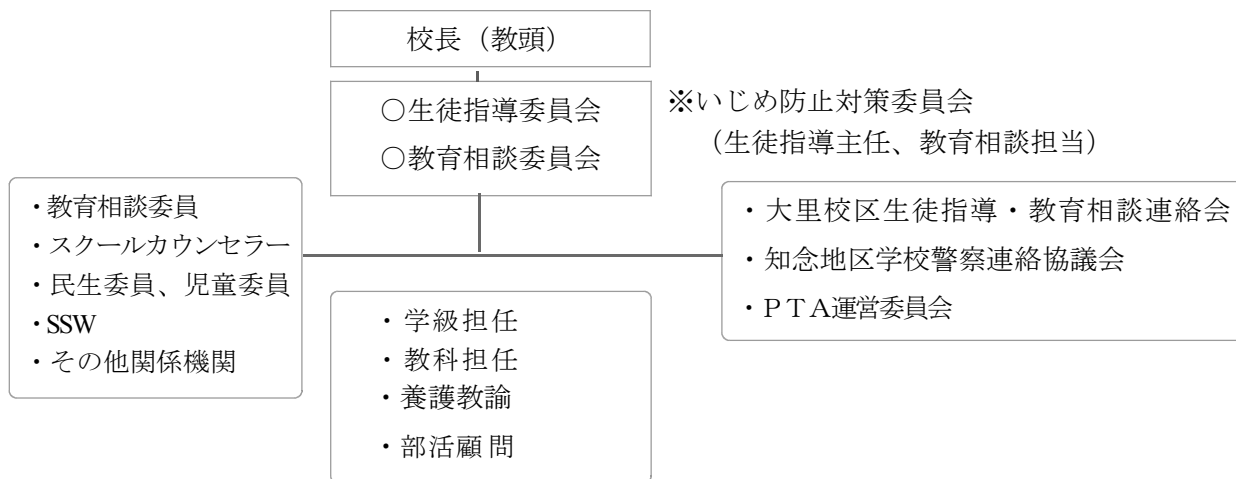 校長（教頭）
○生徒指導委員会
○教育相談委員会
※いじめ防止対策委員会
（生徒指導主任、教育相談担当）
・教育相談委員
・スクールカウンセラー
・民生委員、児童委員
・SSW
・その他関係機関
・大里校区生徒指導・教育相談連絡会
・知念地区学校警察連絡協議会
・ＰＴＡ運営委員会
・学級担任
・教科担任
・養護教諭
・部活顧問